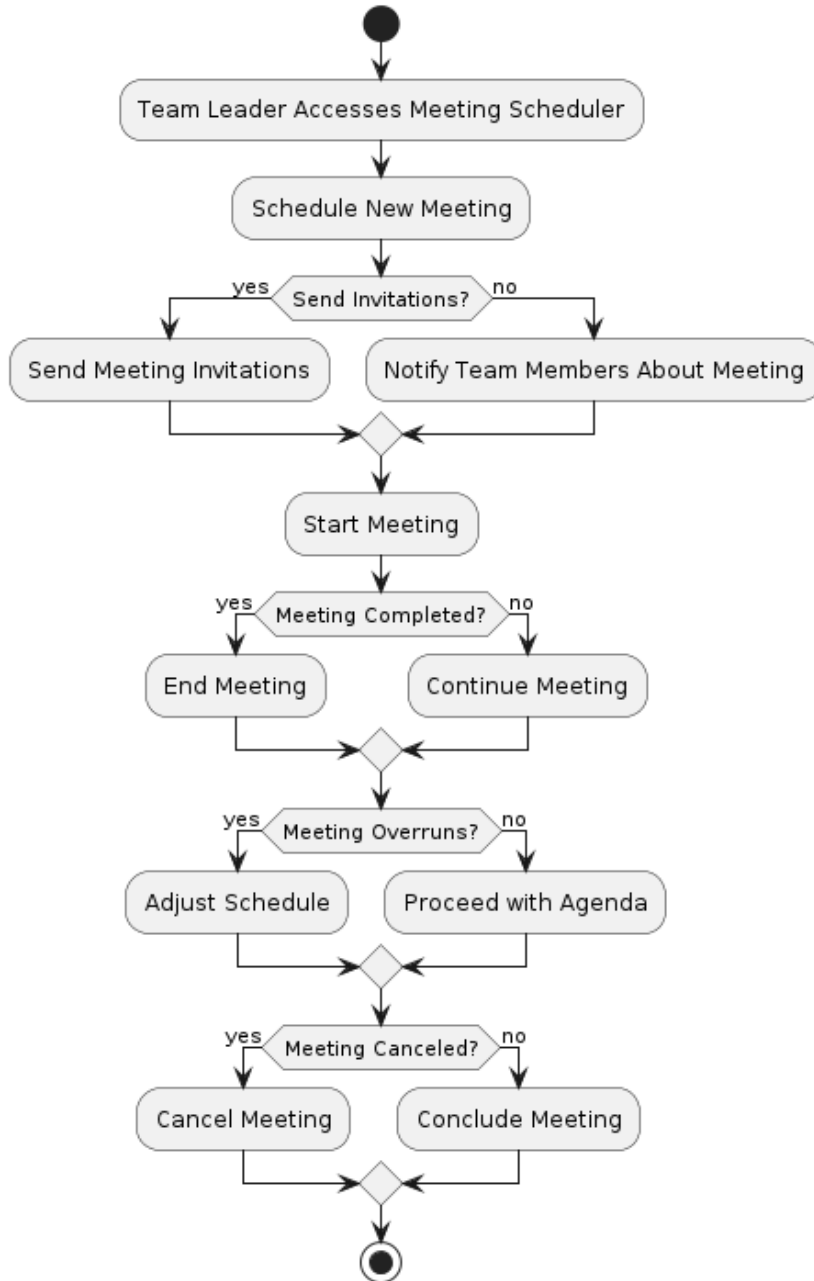 Team Leader Accesses Meeting Scheduler
Schedule New Meeting
yes
Send Invitations?
no
Send Meeting Invitations
Notify Team Members About Meeting
Start Meeting
yes
Meeting Completed?
no
End Meeting
Continue Meeting
yes
Meeting Overruns?
no
Adjust Schedule
Proceed with Agenda
yes
Meeting Canceled?
no
Cancel Meeting
Conclude Meeting